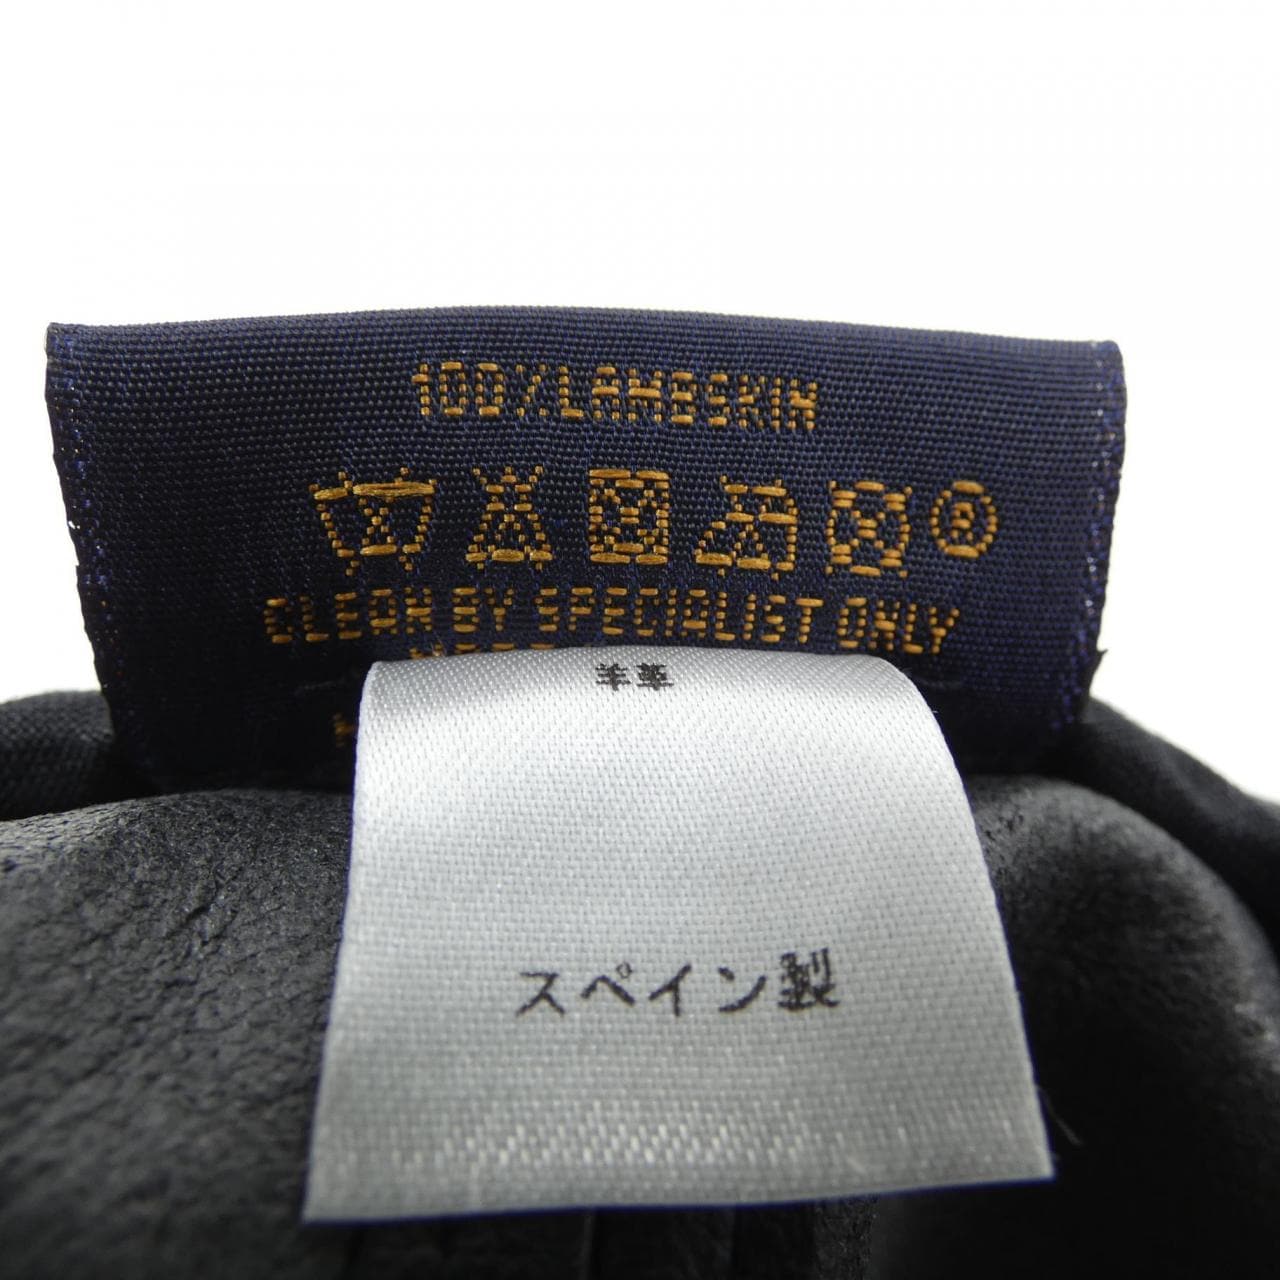 100% LAMBSKIN
CLEAN BY SPECIALIST ONLY
羊革
スペイン製